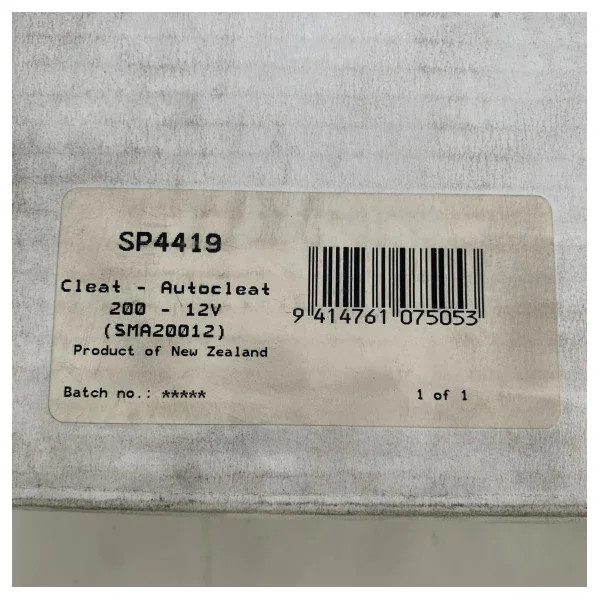 SP4419
Cleat - Autocleat
200 - 12V
(SMA20012)
Product of New Zealand
9 414761 075053
Batch no.: *****
1 of 1